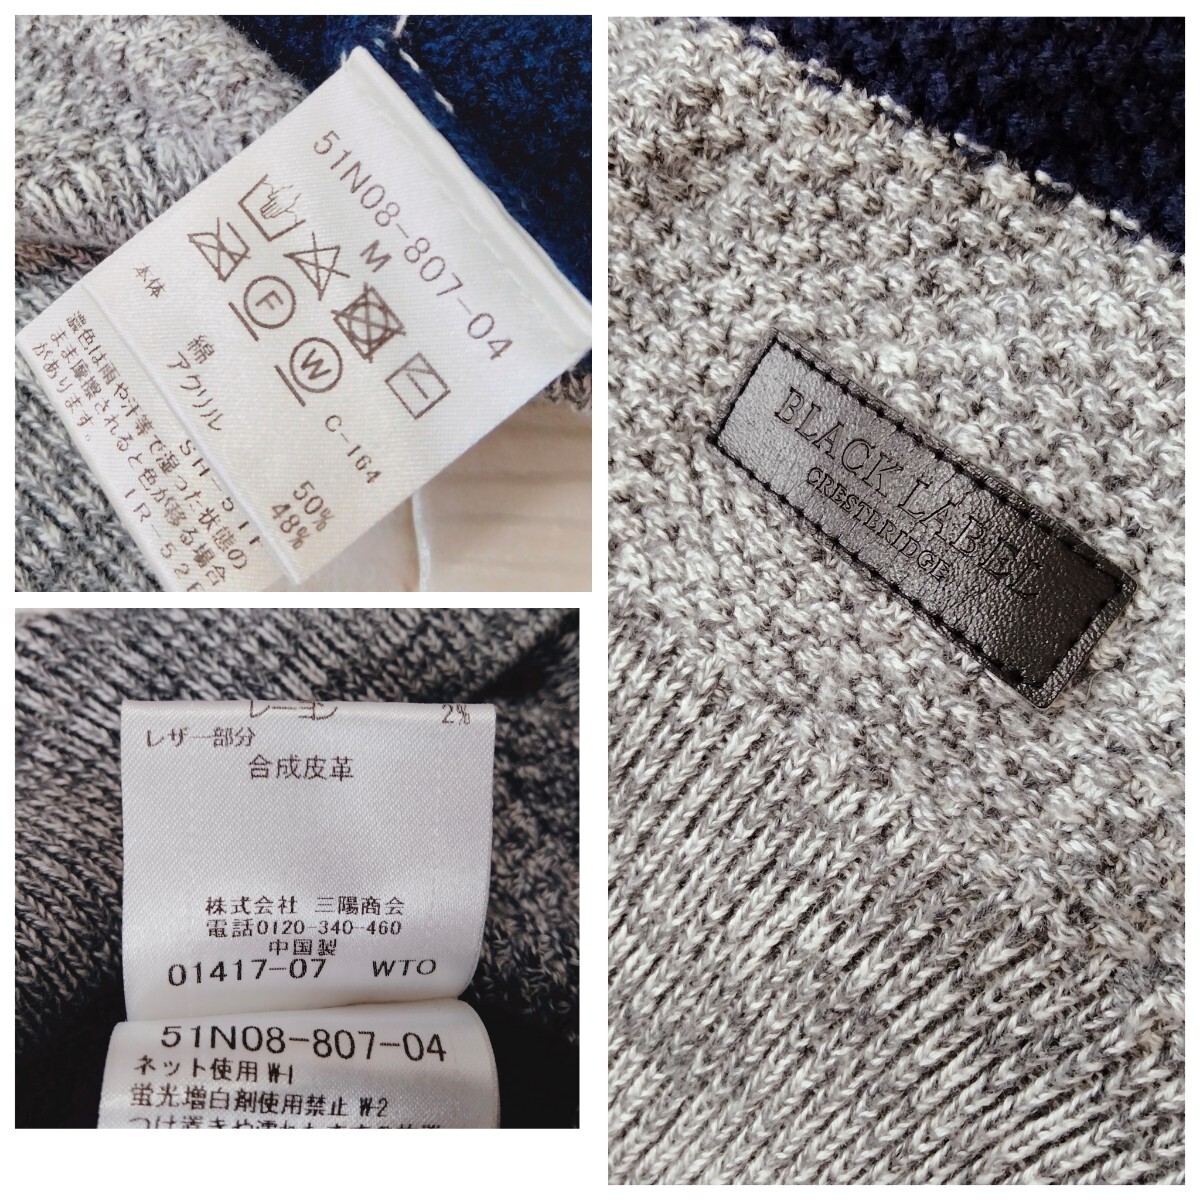 51N08-807-04
M
F
W
C-164
本体
綿 50%
アクリル 48%
SH-511
濃色は雨や汗等で湿った状態の
まま摩擦されると色が移る場合
があります。
レーヨン 2%
レザー部分
合成皮革
株式会社 三陽商会
電話0120-340-460
中国製
01417-07 WTO
51N08-807-04
ネット使用 W-1
蛍光増白剤使用禁止 W-2
BLACK LABEL
CRESTBRIDGE